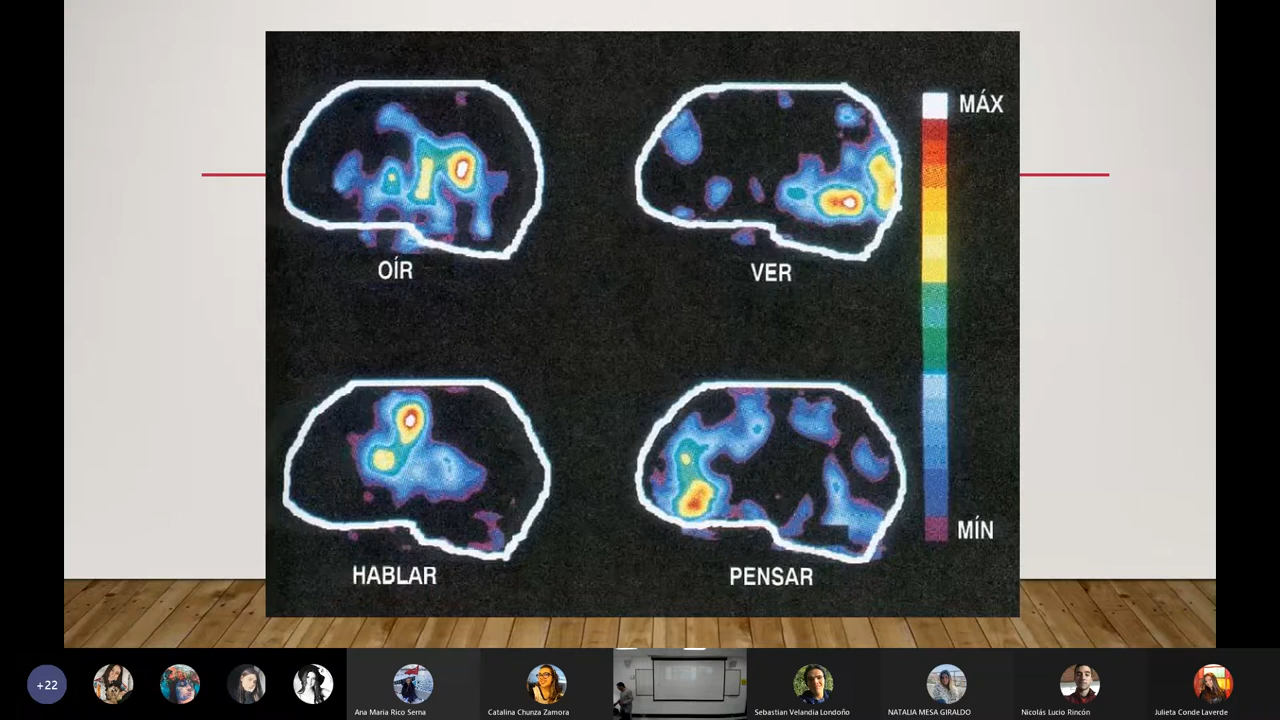 MÁX
OÍR
VER
MÍN
HABLAR
PENSAR
+22
Ana Maria Rico Serna
Catalina Chunza Zamora
Sebastian Velandia Londoño
NATALIA MESA GIRALDO
Nicolás Lucio Rincón
Julieta Conde Laverde